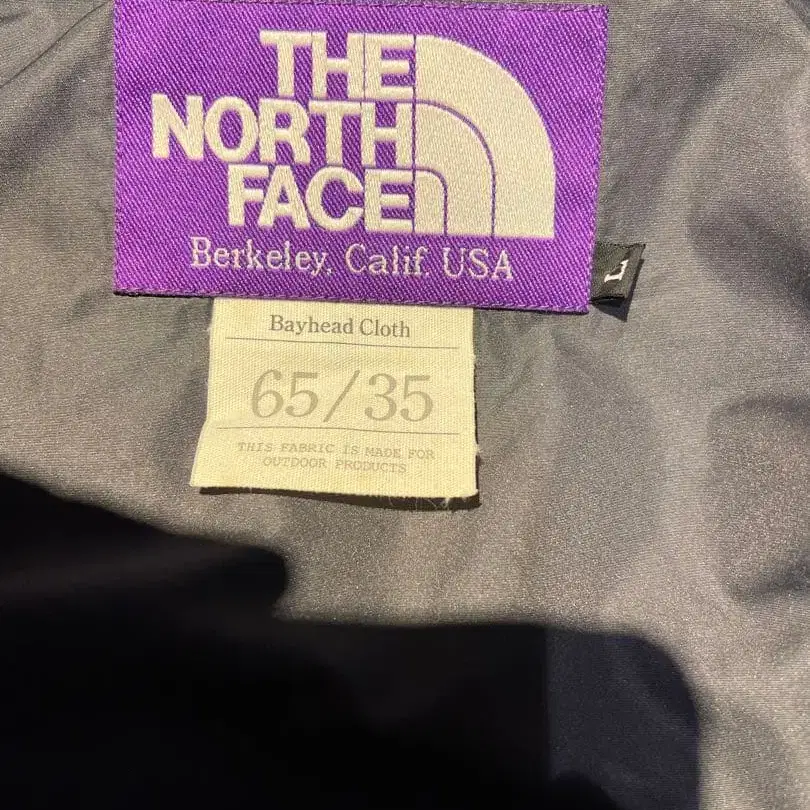 THE
NORTH
FACE
Berkeley, Calif. USA
L
Bayhead Cloth
65/35
THIS FABRIC IS MADE FOR
OUTDOOR PRODUCTS